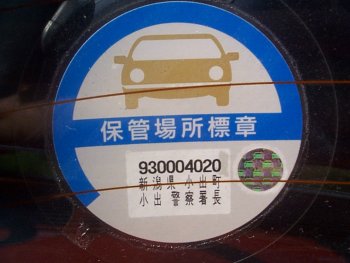 保管場所標章
930004020
新潟県 小出町
小出 警察署長